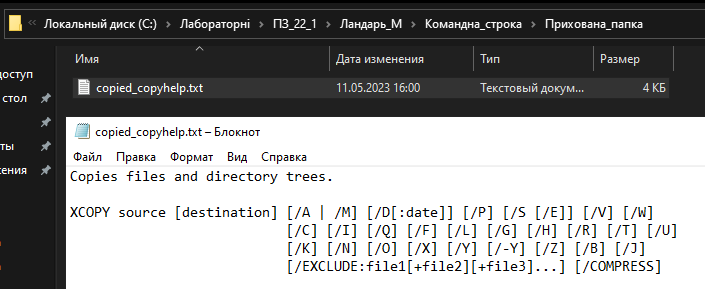 Локальный диск (C:) > Лабораторні > ПЗ_22_1 > Ландарь_М > Командна_строка > Прихована_папка
Имя Дата изменения Тип Размер
доступ
стол
copied_copyhelp.txt 11.05.2023 16:00 Текстовый докум... 4 КБ
ты
жения
copied_copyhelp.txt – Блокнот
Файл Правка Формат Вид Справка
Copies files and directory trees.
XCOPY source [destination] [/A | /M] [/D[:date]] [/P] [/S [/E]] [/V] [/W]
[/C] [/I] [/Q] [/F] [/L] [/G] [/H] [/R] [/T] [/U]
[/K] [/N] [/O] [/X] [/Y] [/-Y] [/Z] [/B] [/J]
[/EXCLUDE:file1[+file2][+file3]...] [/COMPRESS]